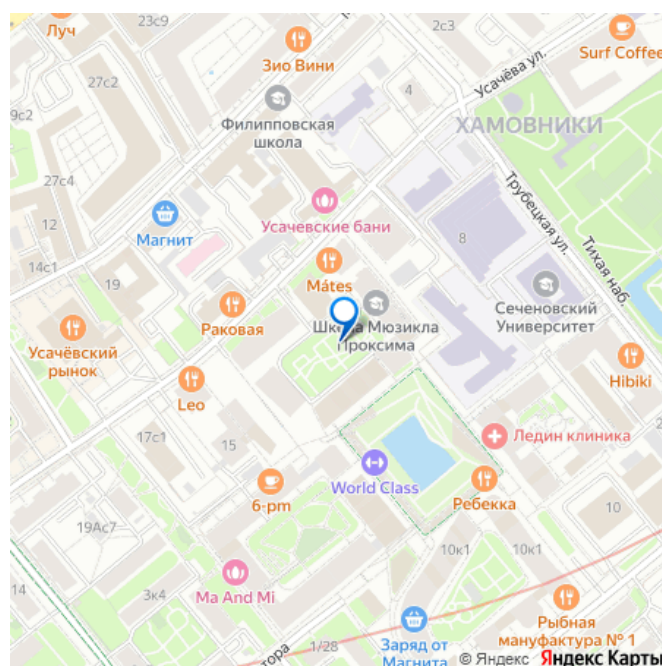 Луч
23с9
2с3
Surf Coffee
Зио Вини
Усачёва ул.
27с2
4
9с2
Филипповская
школа
ХАМОВНИКИ
27с4
Усачевские бани
Трубецкая ул.
12
Магнит
8
Тихая наб.
14с1
Mátes
19
Раковая
Школа Мюзикла
Проксима
Сеченовский
Университет
Усачёвский
рынок
Hibiki
Leo
17с1
15
Ледин клиника
World Class
6-pm
Ребекка
10
19Ас7
10к1
10к1
14
3к4
Ma And Mi
Рыбная
мануфактура № 1
1/28
Заряд от
Магнита
© Яндекс Яндекс Карты